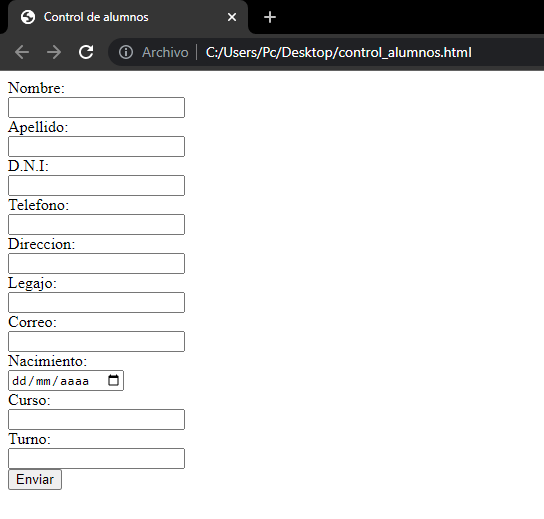 Control de alumnos
Archivo C:/Users/Pc/Desktop/control_alumnos.html
Nombre:
Apellido:
D.N.I:
Telefono:
Direccion:
Legajo:
Correo:
Nacimiento:
dd/mm/aaaa
Curso:
Turno:
Enviar